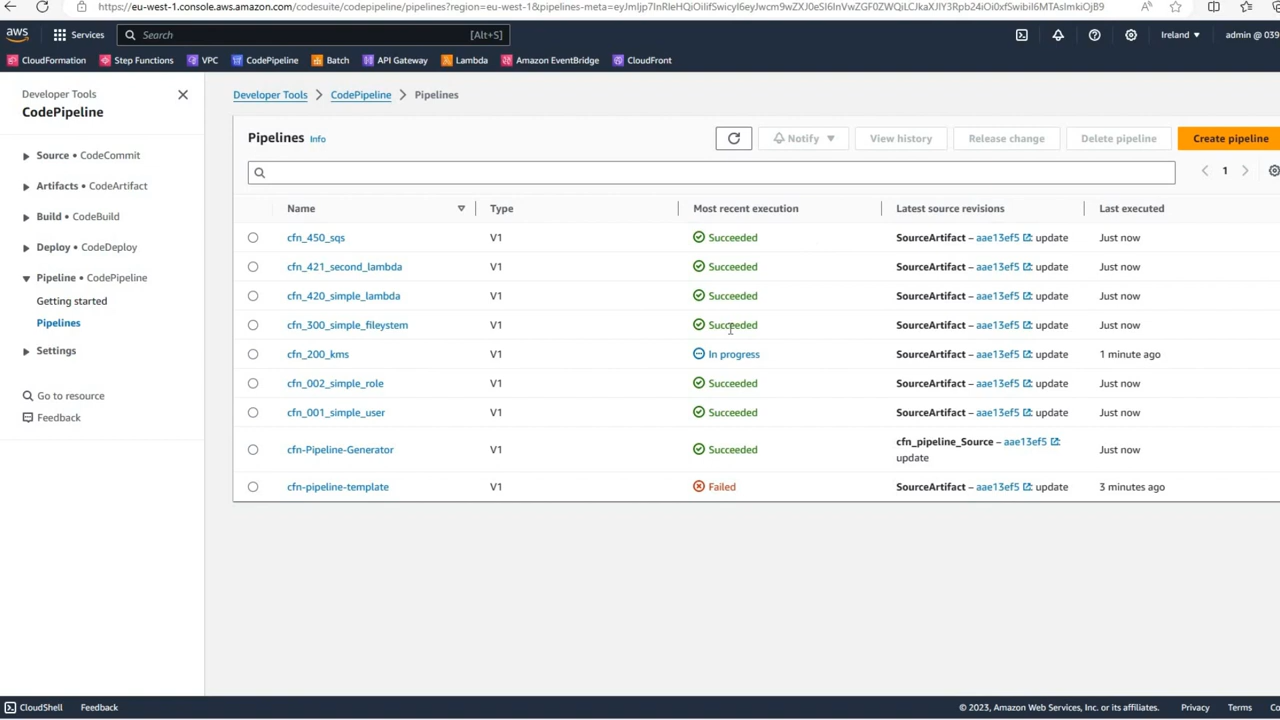 https://eu-west-1.console.aws.amazon.com/codesuite/codepipeline/pipelines?region=eu-west-1&pipelines-meta=
aws Services Search [Alt+S] Ireland admin @ 039
CloudFormation Step Functions VPC CodePipeline Batch API Gateway Lambda Amazon EventBridge CloudFront
Developer Tools
CodePipeline
Source • CodeCommit
Artifacts • CodeArtifact
Build • CodeBuild
Deploy • CodeDeploy
Pipeline • CodePipeline
Getting started
Pipelines
Settings
Go to resource
Feedback
Developer Tools CodePipeline Pipelines
Pipelines Info Notify View history Release change Delete pipeline Create pipeline
1
Name Type Most recent execution Latest source revisions Last executed
cfn_450_sqs V1 Succeeded SourceArtifact – aae13ef5 update Just now
cfn_421_second_lambda V1 Succeeded SourceArtifact – aae13ef5 update Just now
cfn_420_simple_lambda V1 Succeeded SourceArtifact – aae13ef5 update Just now
cfn_300_simple_fileystem V1 Succeeded SourceArtifact – aae13ef5 update Just now
cfn_200_kms V1 In progress SourceArtifact – aae13ef5 update 1 minute ago
cfn_002_simple_role V1 Succeeded SourceArtifact – aae13ef5 update Just now
cfn_001_simple_user V1 Succeeded SourceArtifact – aae13ef5 update Just now
cfn-Pipeline-Generator V1 Succeeded cfn_pipeline_Source – aae13ef5 update Just now
cfn-pipeline-template V1 Failed SourceArtifact – aae13ef5 update 3 minutes ago
CloudShell Feedback © 2023, Amazon Web Services, Inc. or its affiliates. Privacy Terms Co